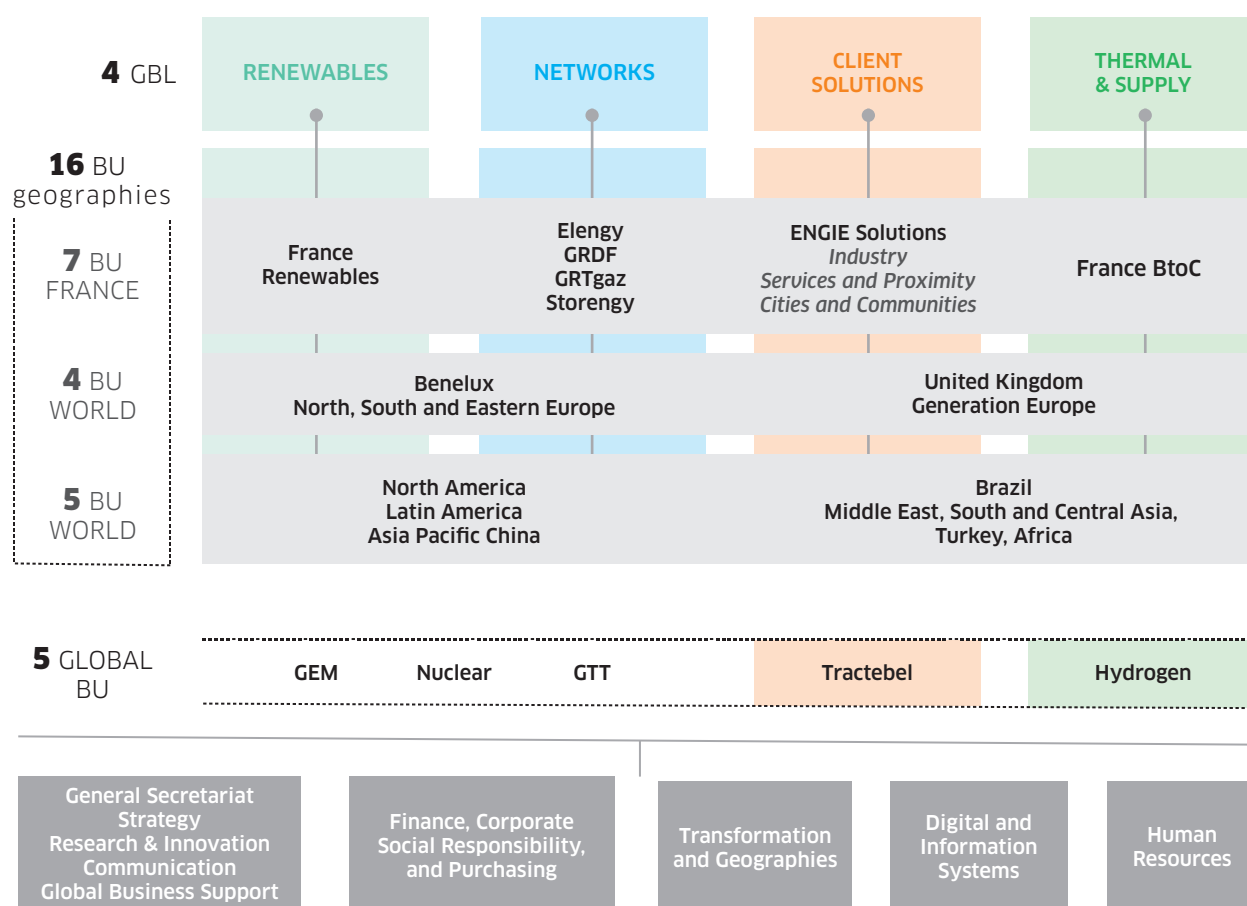 4 GBL
RENEWABLES
NETWORKS
CLIENT
SOLUTIONS
THERMAL
& SUPPLY
16 BU
geographies
7 BU
FRANCE
France
Renewables
Elengy
GRDF
GRTgaz
Storengy
ENGIE Solutions
Industry
Services and Proximity
Cities and Communities
France BtoC
4 BU
WORLD
Benelux
North, South and Eastern Europe
United Kingdom
Generation Europe
5 BU
WORLD
North America
Latin America
Asia Pacific China
Brazil
Middle East, South and Central Asia,
Turkey, Africa
5 GLOBAL
BU
GEM
Nuclear
GTT
Tractebel
Hydrogen
General Secretariat
Strategy
Research & Innovation
Communication
Global Business Support
Finance, Corporate
Social Responsibility,
and Purchasing
Transformation
and Geographies
Digital and
Information
Systems
Human
Resources